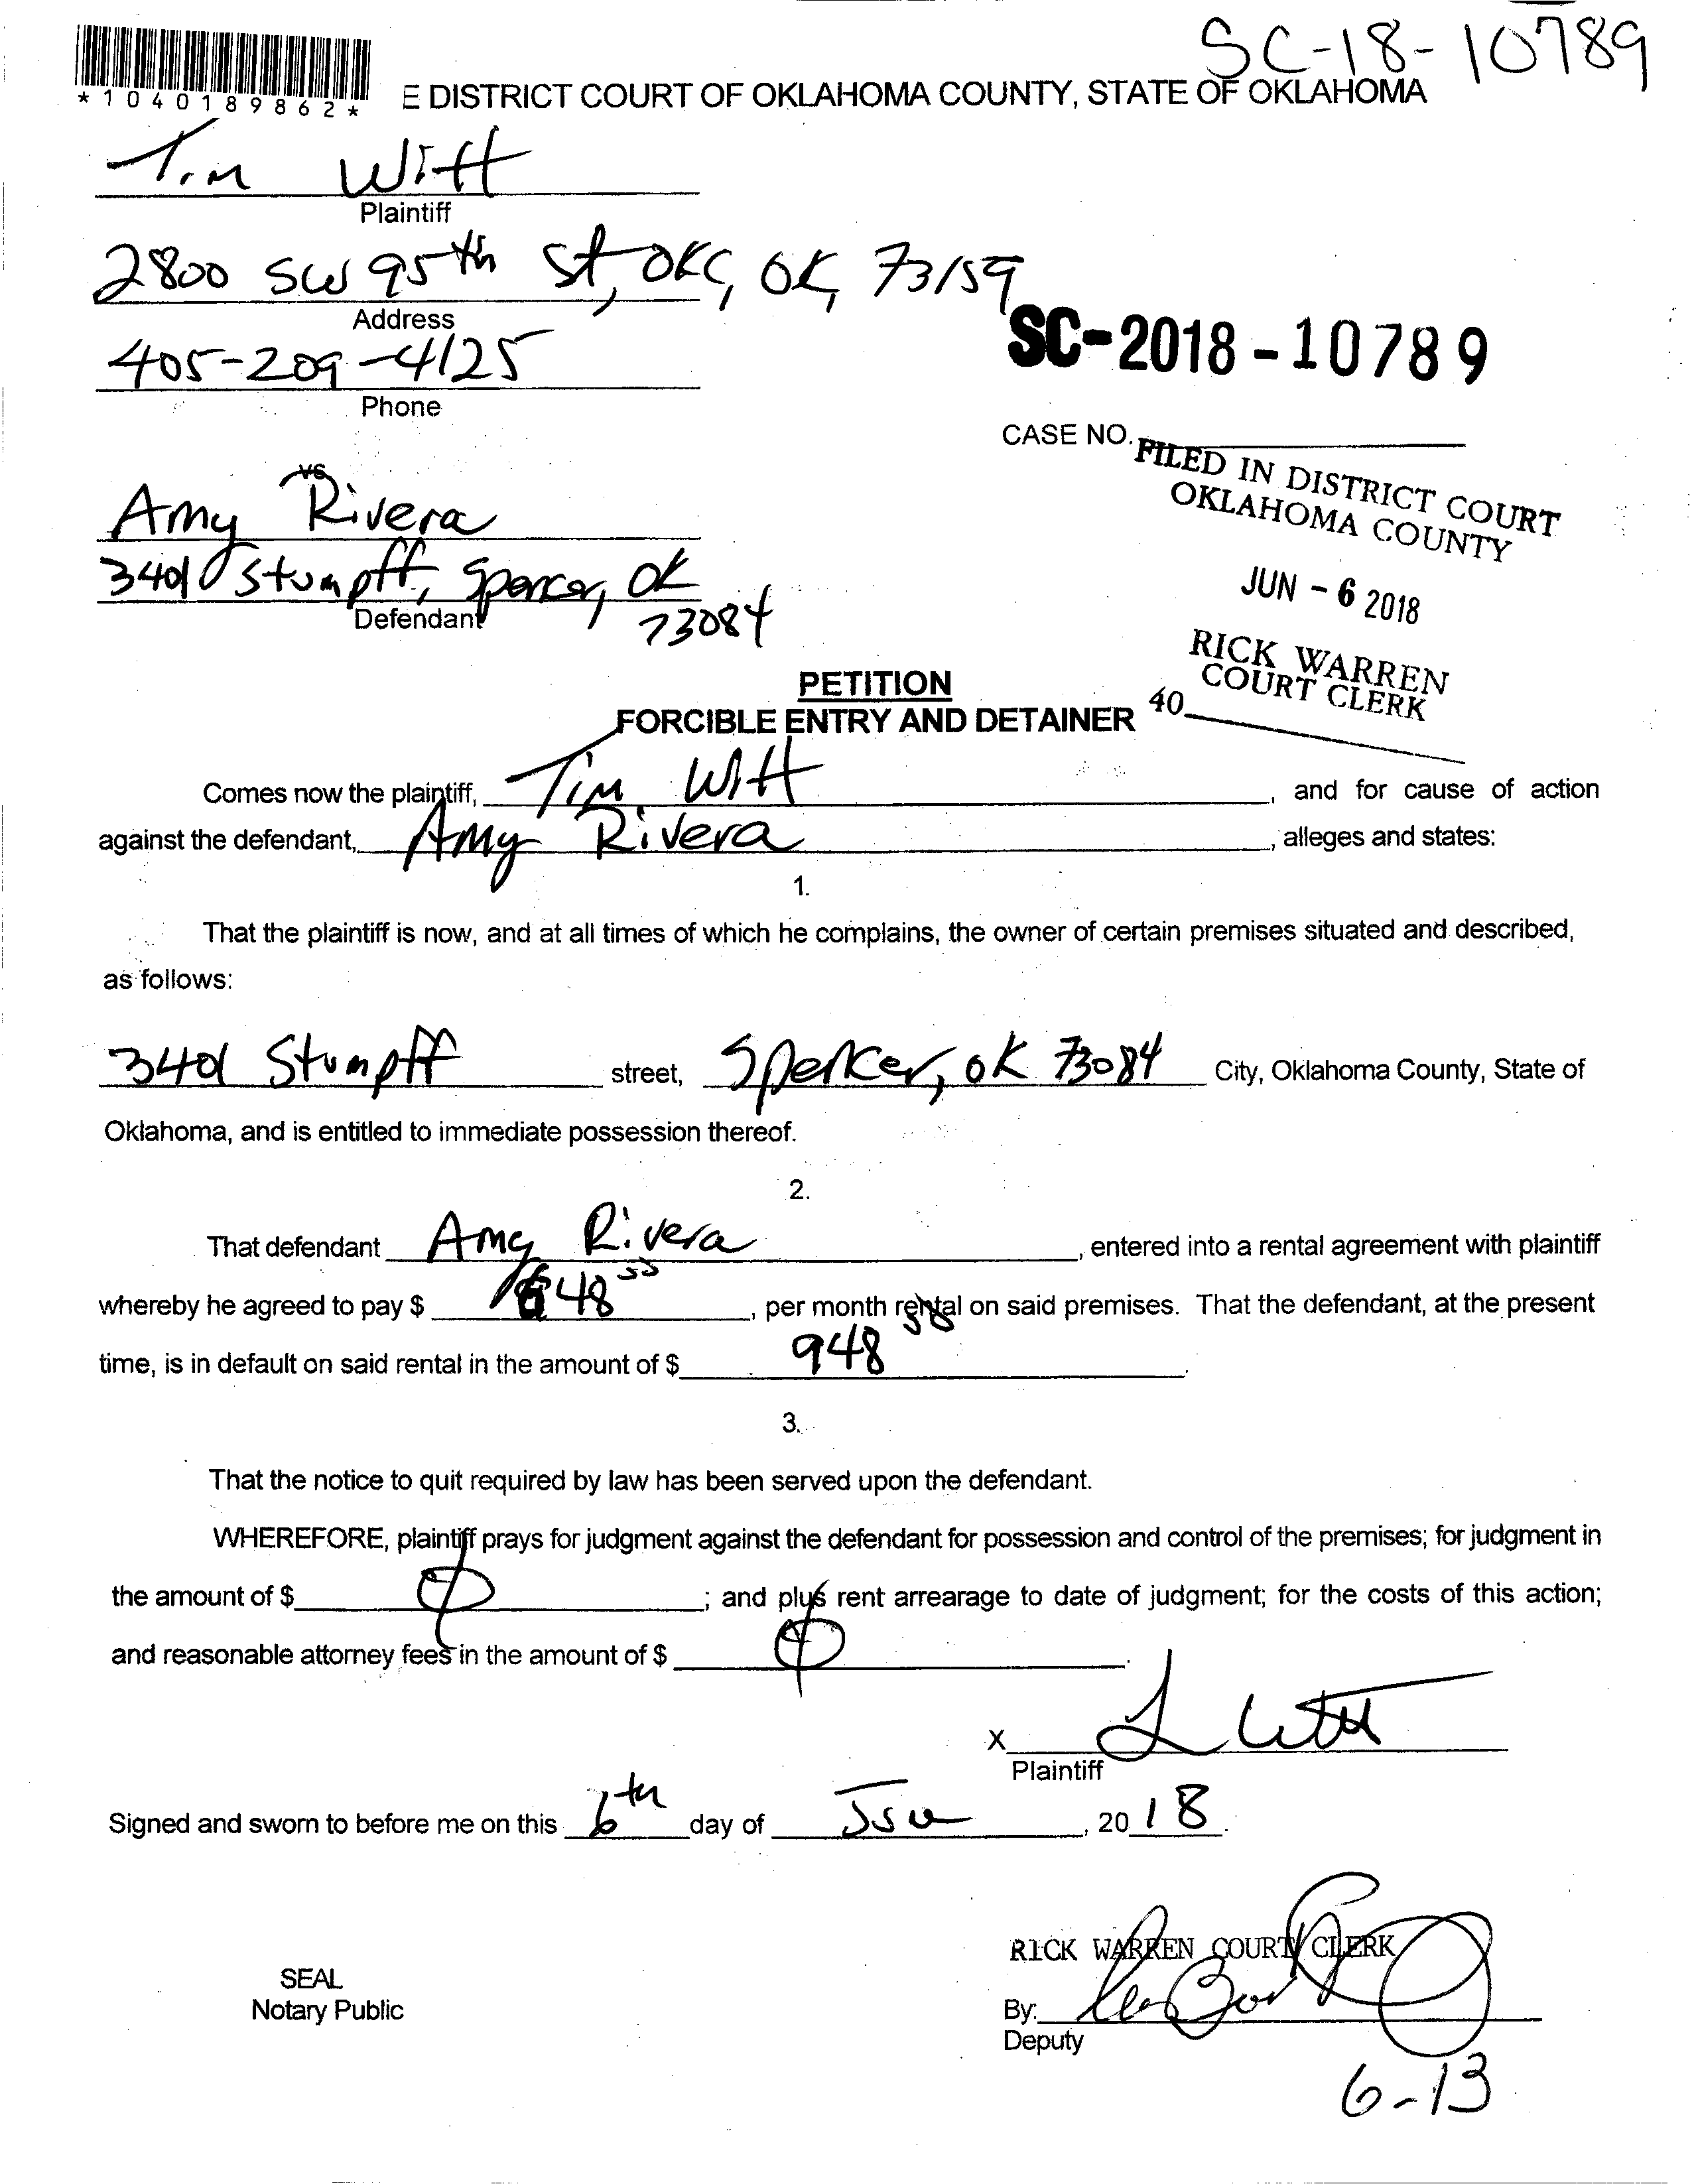 SC-18-10789
*1040189862*
E DISTRICT COURT OF OKLAHOMA COUNTY, STATE OF OKLAHOMA
Tim Witt
Plaintiff
2800 SW 95th St, OKC, OK, 73159
Address
405-209-4125
Phone
SC-2018-10789
CASE NO.
FILED IN DISTRICT COURT
OKLAHOMA COUNTY
JUN - 6 2018
RICK WARREN
COURT CLERK
40
vs
Amy Rivera
3401 Stumpff, Spencer, OK
73084
Defendant
PETITION
FORCIBLE ENTRY AND DETAINER
Comes now the plaintiff, Tim Witt, and for cause of action
against the defendant, Amy Rivera, alleges and states:
1.
That the plaintiff is now, and at all times of which he complains, the owner of certain premises situated and described,
as follows:
3401 Stumpff street, Spencer, OK 73084 City, Oklahoma County, State of
Oklahoma, and is entitled to immediate possession thereof.
2.
That defendant Amy Rivera, entered into a rental agreement with plaintiff
whereby he agreed to pay $ , per month rental on said premises. That the defendant, at the present
time, is in default on said rental in the amount of $ 948.
3.
That the notice to quit required by law has been served upon the defendant.
WHEREFORE, plaintiff prays for judgment against the defendant for possession and control of the premises; for judgment in
the amount of $ ; and plus rent arrearage to date of judgment; for the costs of this action;
and reasonable attorney fees in the amount of $ .
X
Plaintiff
Signed and sworn to before me on this 6th day of , 2018.
RICK WARREN COURT CLERK
SEAL
Notary Public
By:
Deputy
6-13